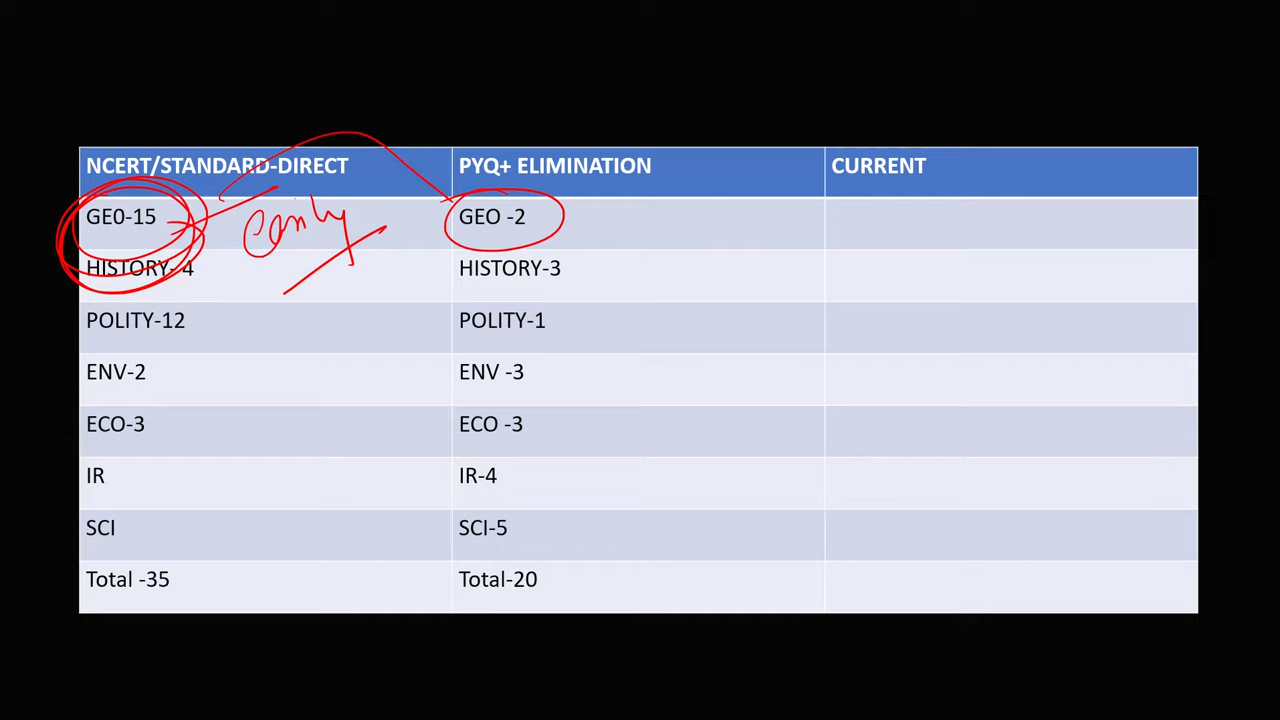 NCERT/STANDARD-DIRECT PYQ+ ELIMINATION CURRENT
GE0-15 GEO -2
HISTORY- 4 HISTORY-3
POLITY-12 POLITY-1
ENV-2 ENV -3
ECO-3 ECO -3
IR IR-4
SCI SCI-5
Total -35 Total-20